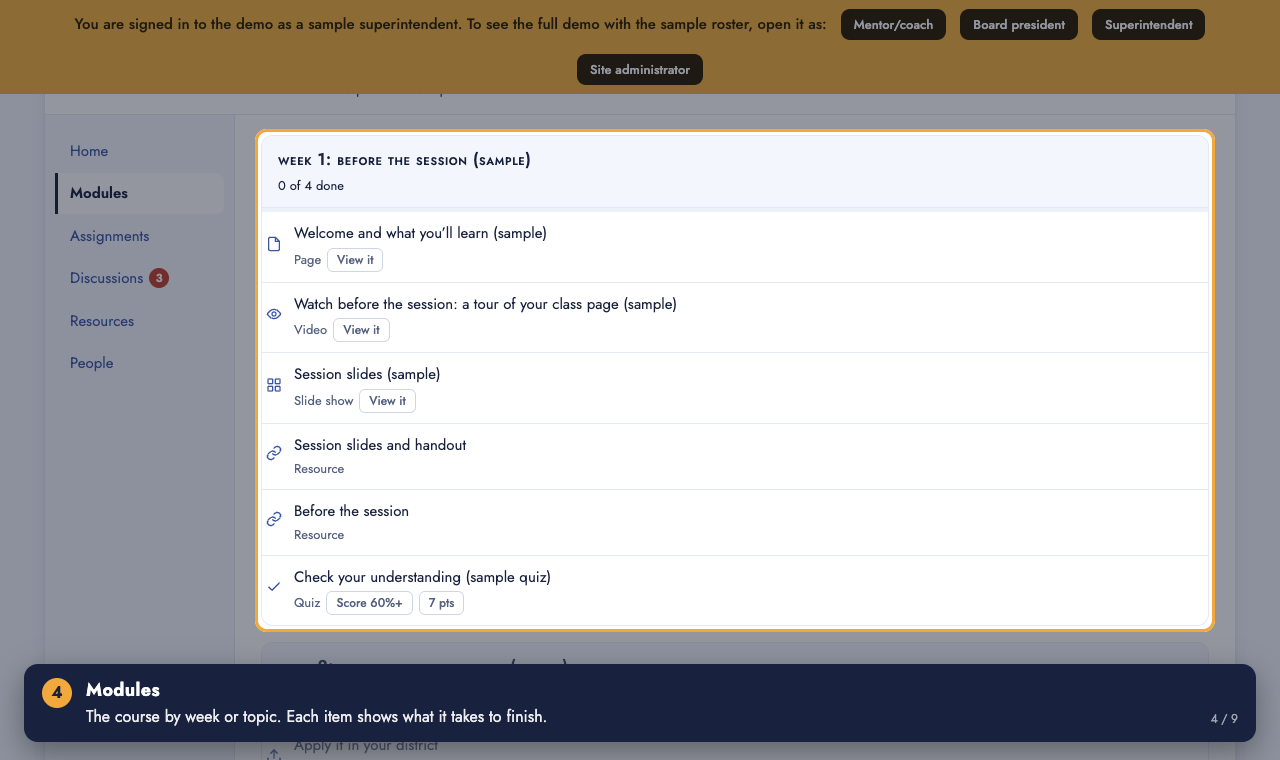 You are signed in to the demo as a sample superintendent. To see the full demo with the sample roster, open it as: Mentor/coach Board president Superintendent
Site administrator
Home
Modules
Assignments
Discussions 3
Resources
People
WEEK 1: BEFORE THE SESSION (SAMPLE)
0 of 4 done
Welcome and what you’ll learn (sample)
Page View it
Watch before the session: a tour of your class page (sample)
Video View it
Session slides (sample)
Slide show View it
Session slides and handout
Resource
Before the session
Resource
Check your understanding (sample quiz)
Quiz Score 60%+ 7 pts
4 Modules
The course by week or topic. Each item shows what it takes to finish.
4 / 9
Apply it in your district